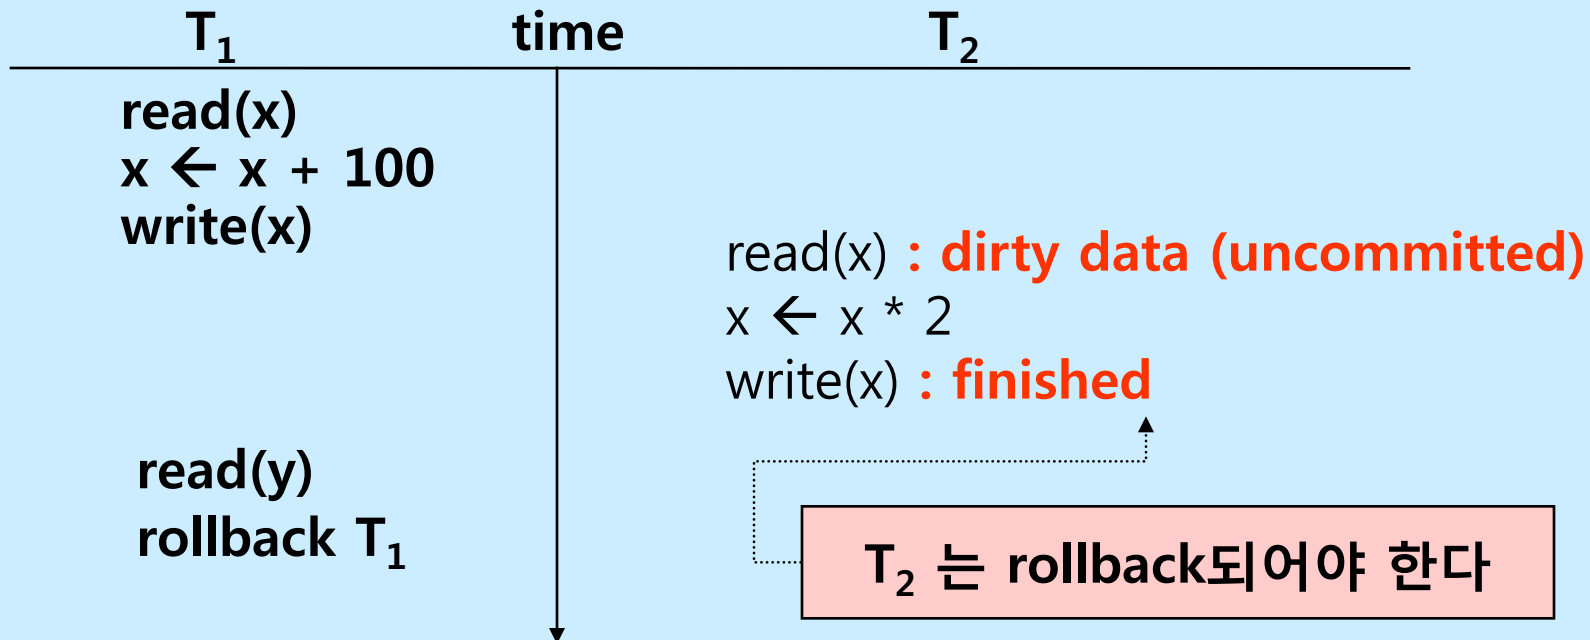 T₁ time T₂
read(x)
x ← x + 100
write(x)
read(x) : dirty data (uncommitted)
x ← x * 2
write(x) : finished
read(y)
rollback T₁
T₂ 는 rollback되어야 한다